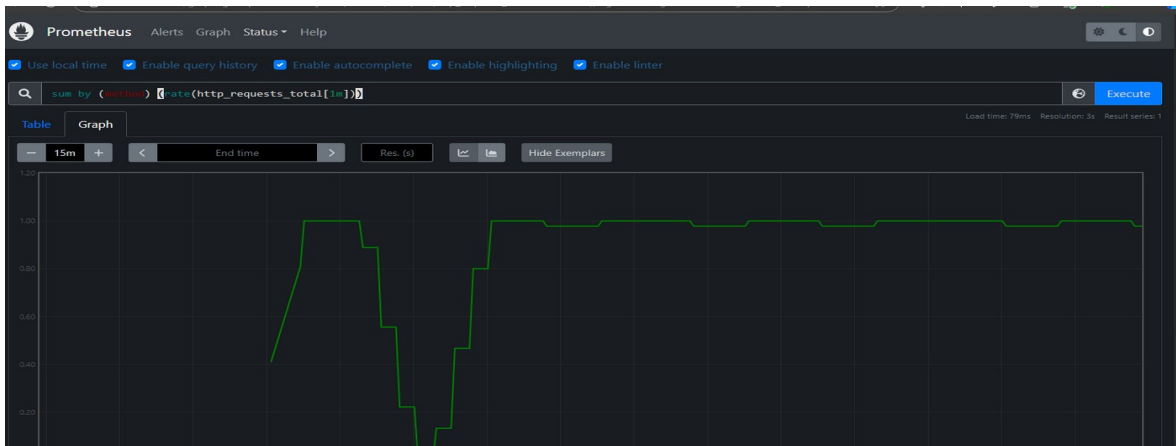 Prometheus Alerts Graph Status Help
Use local time Enable query history Enable autocomplete Enable highlighting Enable linter
sum by (method) (rate(http_requests_total[1m])) Execute
Load time: 79ms Resolution: 3s Result series: 1
Table Graph
− 15m + < End time > Res. (s) Hide Exemplars
1.20
1.00
0.80
0.60
0.40
0.20